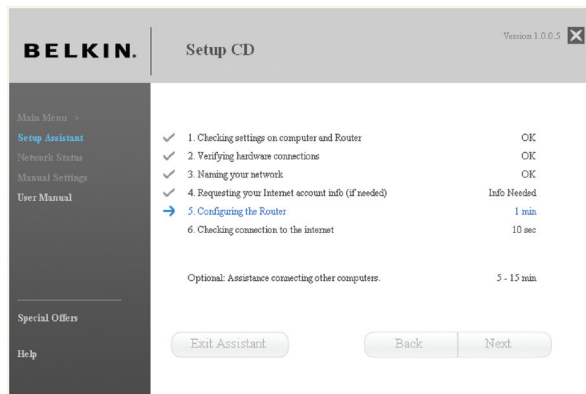 BELKIN.
Setup CD
Version 1.0.0.5
Main Menu >
Setup Assistant
Network Status
Manual Settings
User Manual
Special Offers
Help
1. Checking settings on computer and Router OK
2. Verifying hardware connections OK
3. Naming your network OK
4. Requesting your Internet account info (if needed) Info Needed
5. Configuring the Router 1 min
6. Checking connection to the internet 10 sec
Optional: Assistance connecting other computers. 5 - 15 min
Exit Assistant
Back
Next